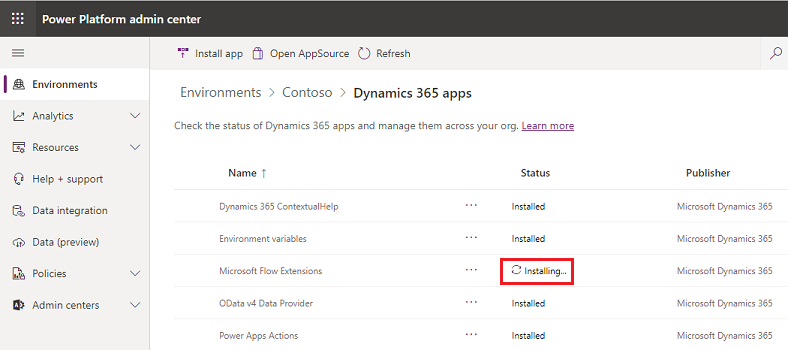 Power Platform admin center
Install app Open AppSource Refresh
Environments
Analytics
Resources
Help + support
Data integration
Data (preview)
Policies
Admin centers
Environments > Contoso > Dynamics 365 apps
Check the status of Dynamics 365 apps and manage them across your org. Learn more
Name ↑ Status Publisher
Dynamics 365 ContextualHelp ... Installed Microsoft Dynamics 365
Environment variables ... Installed Microsoft Dynamics 365
Microsoft Flow Extensions ... Installing... Microsoft Dynamics 365
OData v4 Data Provider ... Installed Microsoft Dynamics 365
Power Apps Actions ... Installed Microsoft Dynamics 365